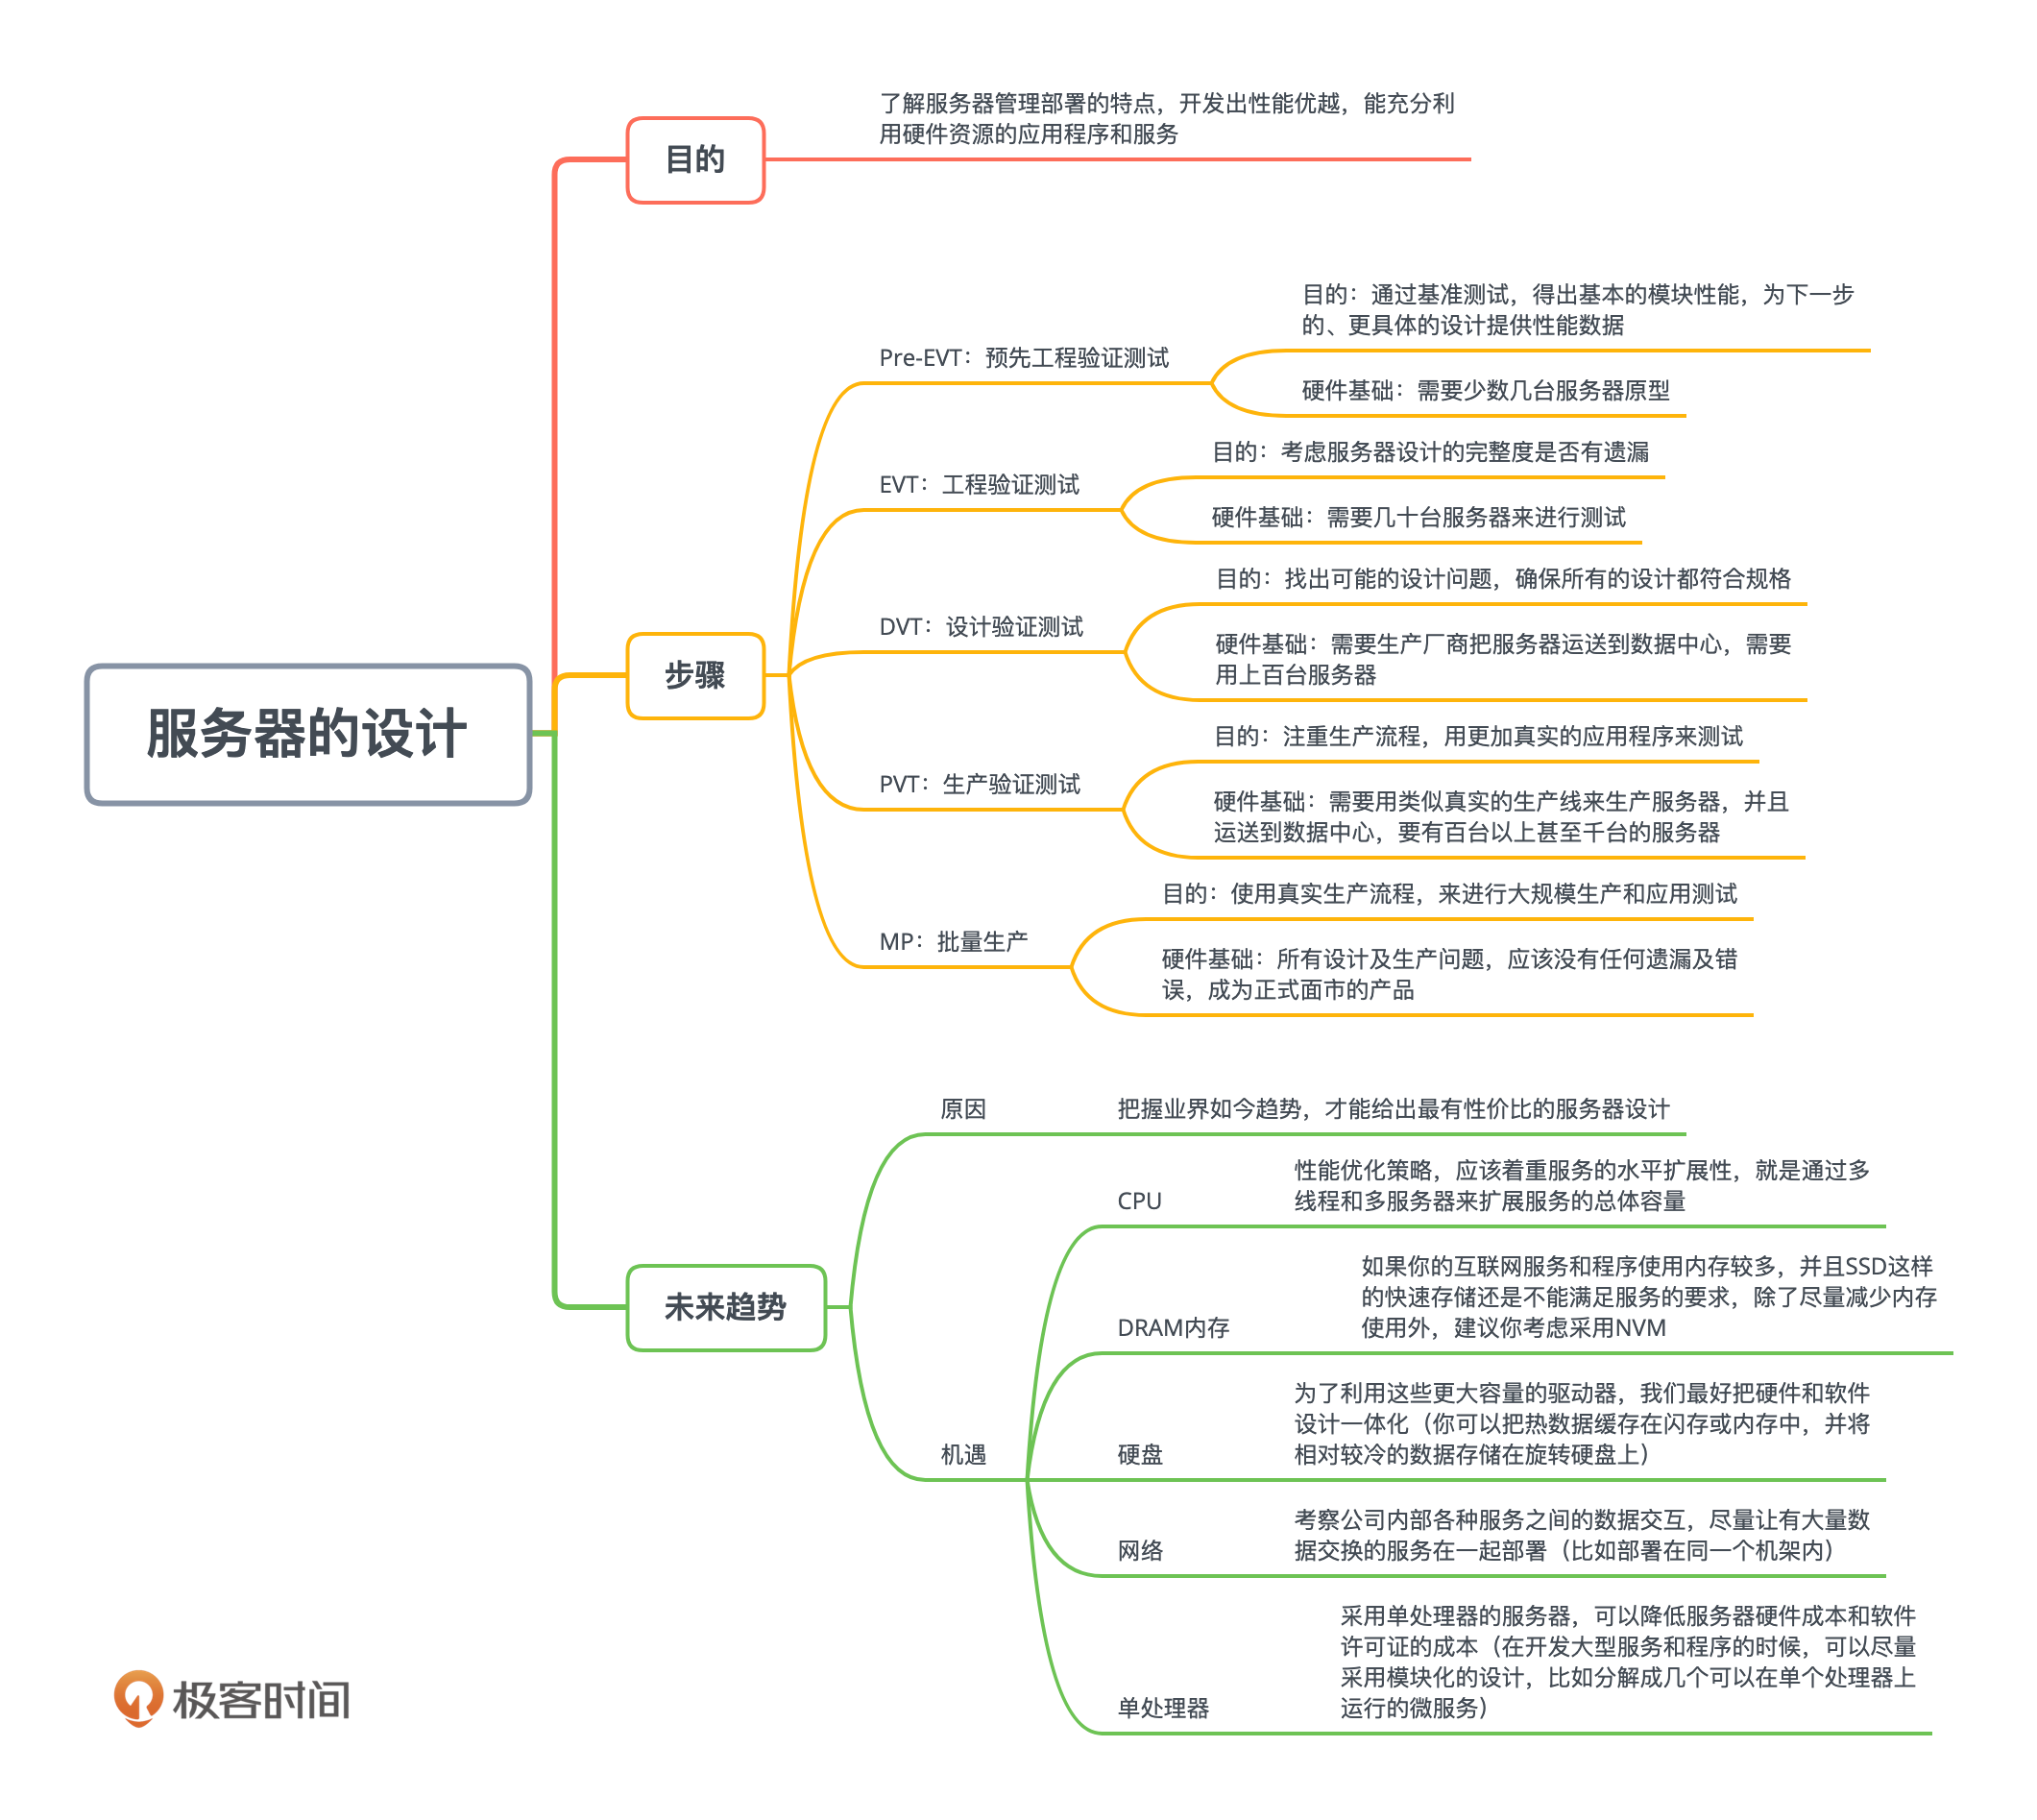 服务器的设计
目的
了解服务器管理部署的特点，开发出性能优越，能充分利
用硬件资源的应用程序和服务
步骤
Pre-EVT：预先工程验证测试
目的：通过基准测试，得出基本的模块性能，为下一步
的、更具体的设计提供性能数据
硬件基础：需要少数几台服务器原型
EVT：工程验证测试
目的：考虑服务器设计的完整度是否有遗漏
硬件基础：需要几十台服务器来进行测试
DVT：设计验证测试
目的：找出可能的设计问题，确保所有的设计都符合规格
硬件基础：需要生产厂商把服务器运送到数据中心，需要
用上百台服务器
PVT：生产验证测试
目的：注重生产流程，用更加真实的应用程序来测试
硬件基础：需要用类似真实的生产线来生产服务器，并且
运送到数据中心，要有百台以上甚至千台的服务器
MP：批量生产
目的：使用真实生产流程，来进行大规模生产和应用测试
硬件基础：所有设计及生产问题，应该没有任何遗漏及错
误，成为正式面市的产品
未来趋势
原因
把握业界如今趋势，才能给出最有性价比的服务器设计
机遇
CPU
性能优化策略，应该着重服务的水平扩展性，就是通过多
线程和多服务器来扩展服务的总体容量
DRAM内存
如果你的互联网服务和程序使用内存较多，并且SSD这样
的快速存储还是不能满足服务的要求，除了尽量减少内存
使用外，建议你考虑采用NVM
硬盘
为了利用这些更大容量的驱动器，我们最好把硬件和软件
设计一体化（你可以把热数据缓存在闪存或内存中，并将
相对较冷的数据存储在旋转硬盘上）
网络
考察公司内部各种服务之间的数据交互，尽量让有大量数
据交换的服务在一起部署（比如部署在同一个机架内）
单处理器
采用单处理器的服务器，可以降低服务器硬件成本和软件
许可证的成本（在开发大型服务和程序的时候，可以尽量
采用模块化的设计，比如分解成几个可以在单个处理器上
运行的微服务）
极客时间